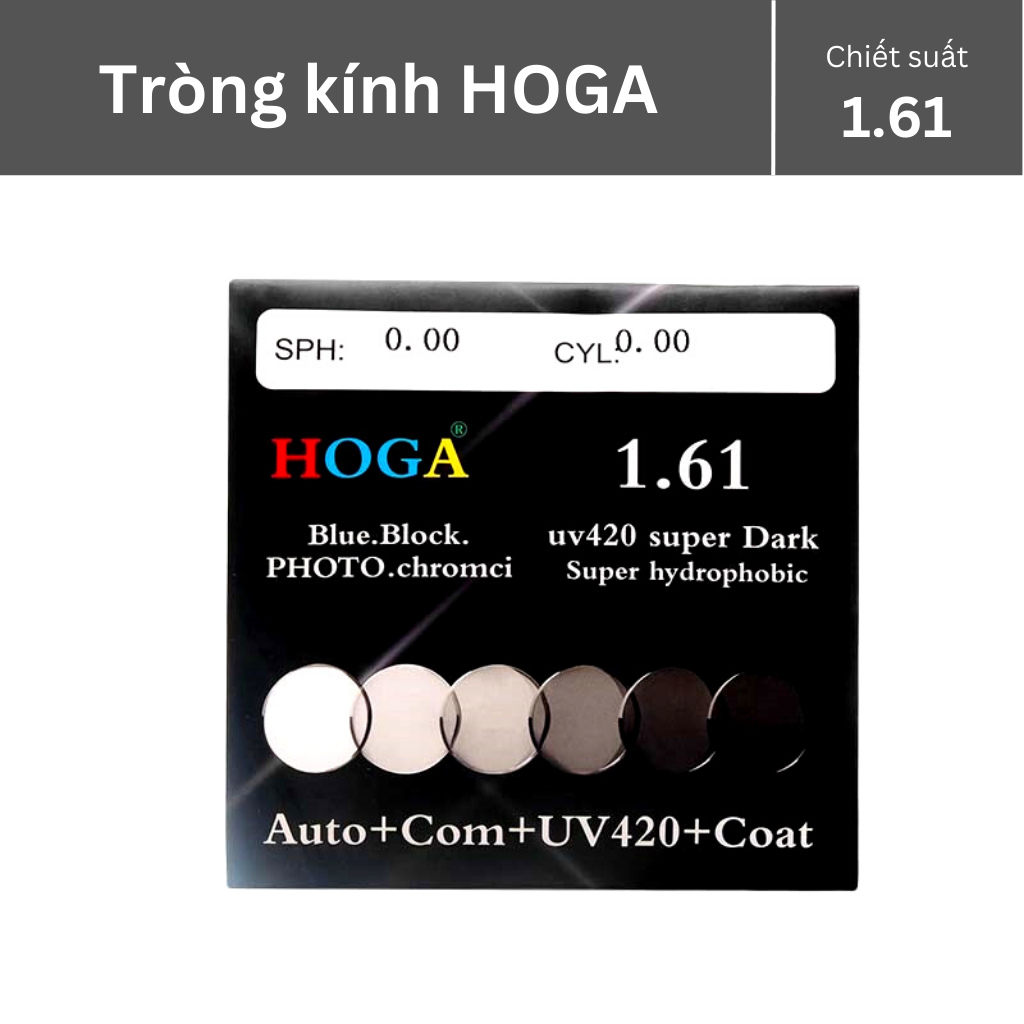 Tròng kính HOGA
Chiết suất
1.61
SPH: 0.00 CYL: 0.00
HOGA®
1.61
Blue.Block.
PHOTO.chromci
uv420 super Dark
Super hydrophobic
Auto+Com+UV420+Coat